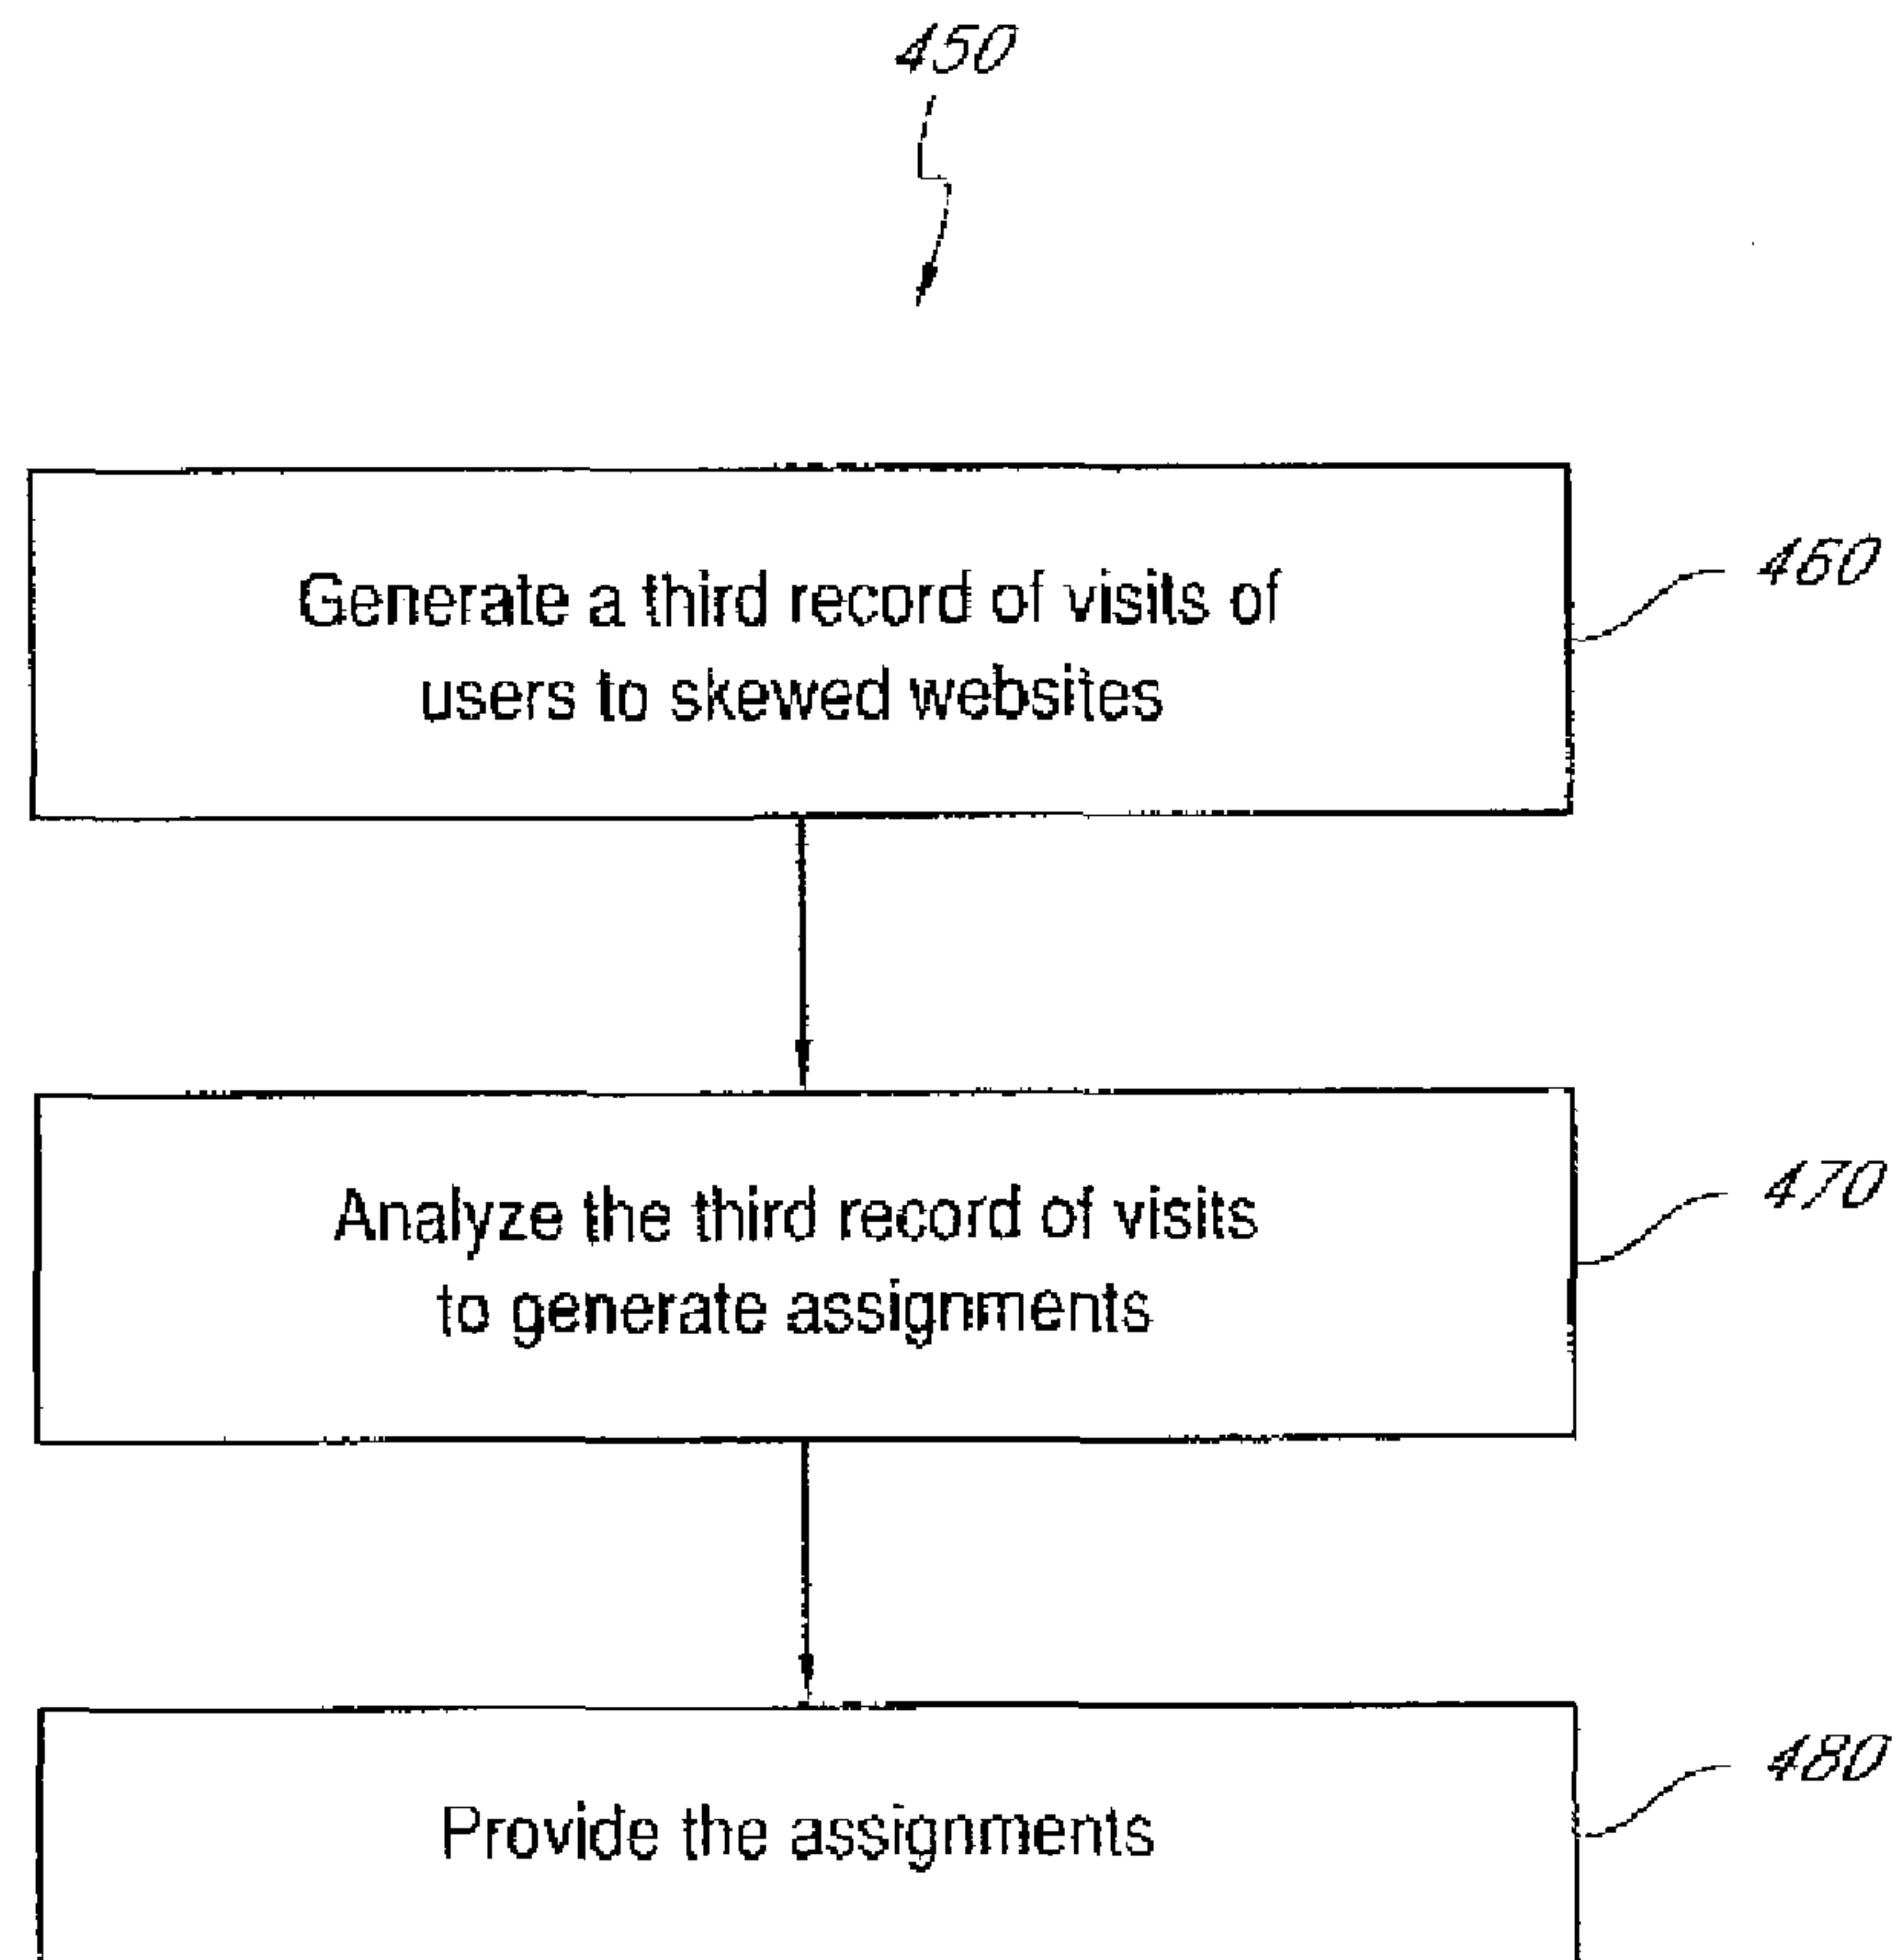 450
Generate a third record of visits of
users to skewed websites
460
Analyze the third record of visits
to generate assignments
470
Provide the assignments
480